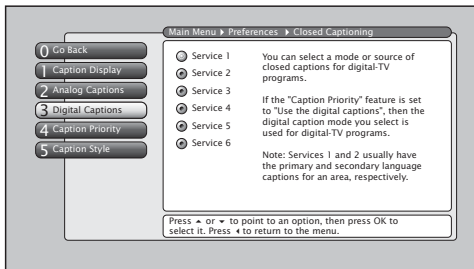 Main Menu ▸ Preferences ▸ Closed Captioning
0 Go Back
1 Caption Display
2 Analog Captions
3 Digital Captions
4 Caption Priority
5 Caption Style
Service 1
Service 2
Service 3
Service 4
Service 5
Service 6
You can select a mode or source of
closed captions for digital-TV
programs.
If the "Caption Priority" feature is set
to "Use the digital captions", then the
digital caption mode you select is
used for digital-TV programs.
Note: Services 1 and 2 usually have
the primary and secondary language
captions for an area, respectively.
Press ▲ or ▼ to point to an option, then press OK to
select it. Press ◂ to return to the menu.